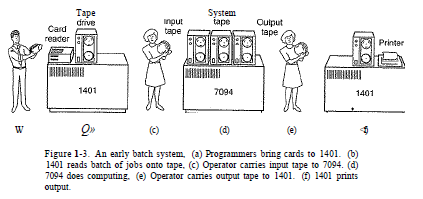 Tape
drive
Card
reader
Input
tape
System
tape
Output
tape
Printer
1401
7094
1401
W
Q»
(c)
(d)
(e)
<f)
Figure 1-3. An early batch system, (a) Programmers bring cards to 1401. (b)
1401 reads batch of jobs onto tape, (c) Operator carries input tape to 7094. (d)
7094 does computing, (e) Operator carries output tape to 1401. (f) 1401 prints
output.